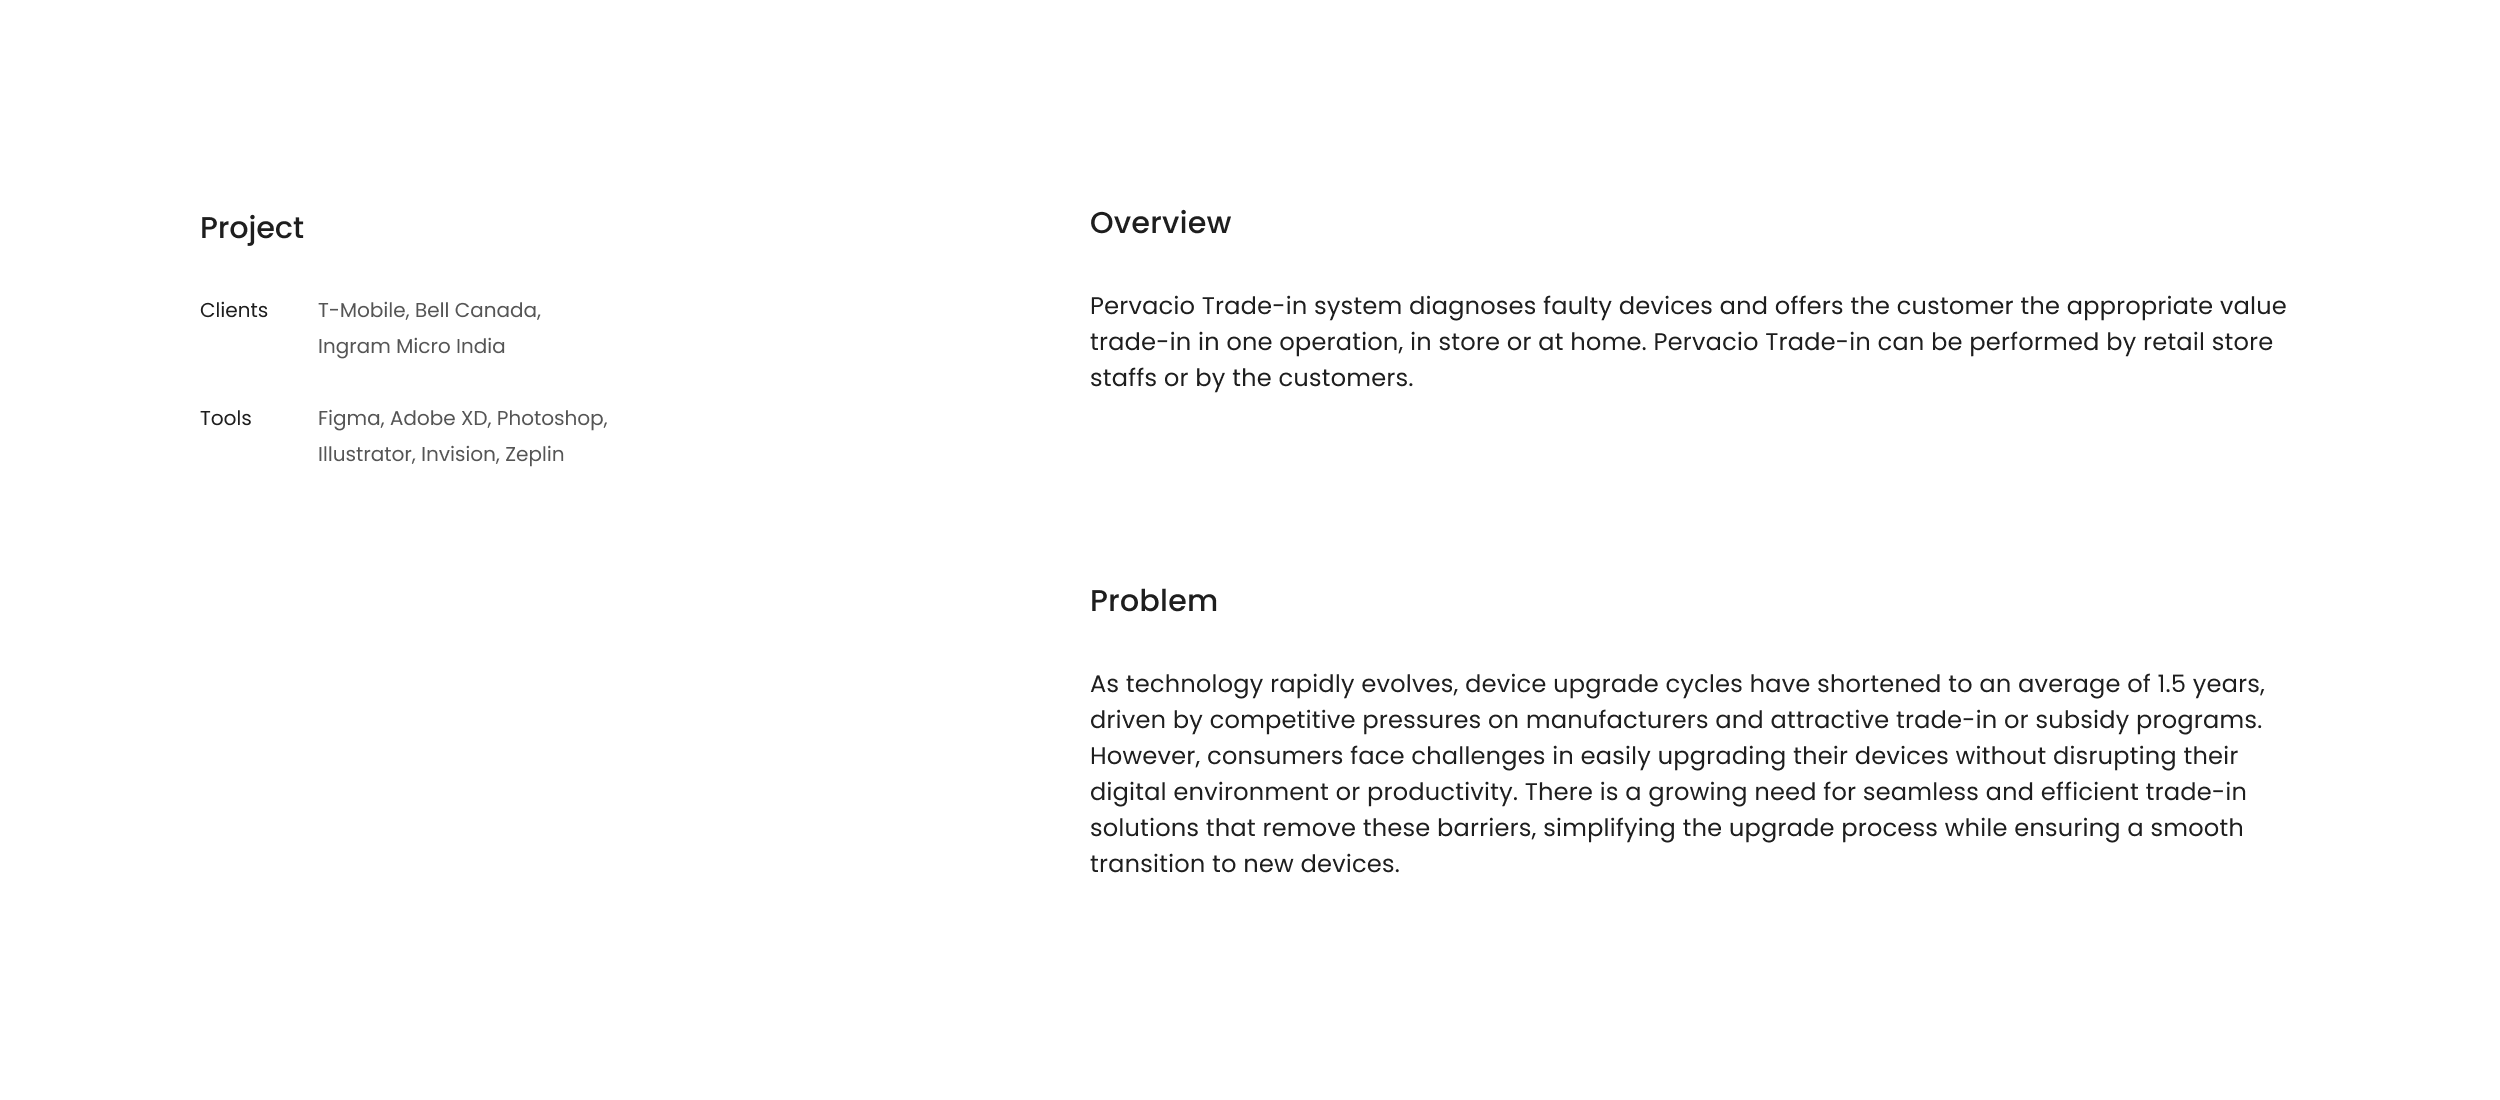 Project
Clients T-Mobile, Bell Canada,
Ingram Micro India
Tools Figma, Adobe XD, Photoshop,
Illustrator, Invision, Zeplin
Overview
Pervacio Trade-in system diagnoses faulty devices and offers the customer the appropriate value
trade-in in one operation, in store or at home. Pervacio Trade-in can be performed by retail store
staffs or by the customers.
Problem
As technology rapidly evolves, device upgrade cycles have shortened to an average of 1.5 years,
driven by competitive pressures on manufacturers and attractive trade-in or subsidy programs.
However, consumers face challenges in easily upgrading their devices without disrupting their
digital environment or productivity. There is a growing need for seamless and efficient trade-in
solutions that remove these barriers, simplifying the upgrade process while ensuring a smooth
transition to new devices.